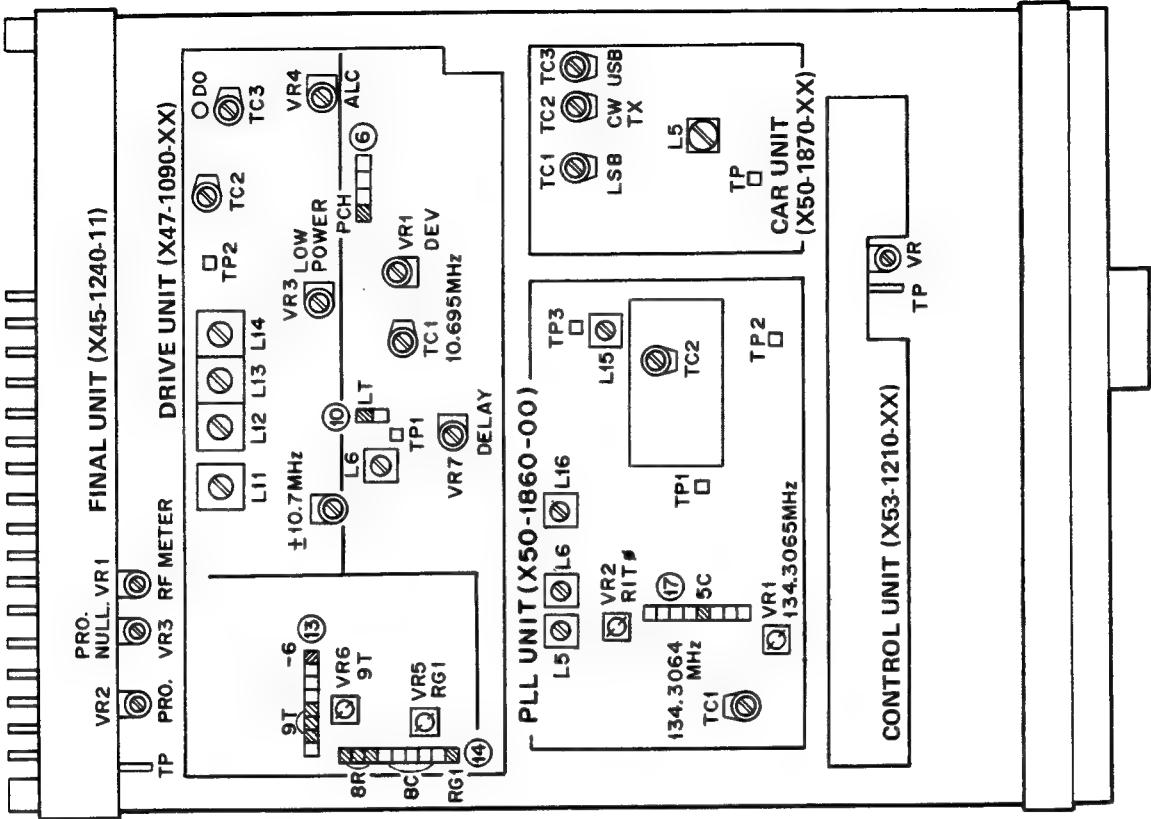 FINAL UNIT (X45-1240-11)
PRO.
NULL.
VR2
VR3
VR1
TP
PRO.
RF METER
DRIVE UNIT (X47-1090-XX)
L11
L12
L13
L14
TP2
TC2
DO
TC3
±10.7MHz
VR3 LOW
POWER
VR4
ALC
9T
-6
13
VR6
9T
VR5
RG1
8R
8C
RG1
14
10
LT
L6
TP1
VR7
DELAY
TC1
10.695MHz
VR1
DEV
PCH
6
PLL UNIT (X50-1860-00)
L5
L6
L16
VR2
RITø
17
5C
134.3064
MHz
TC1
VR1
134.3065MHz
TP1
TP3
L15
TC2
TP2
TC1
TC2
TC3
LSB
CW
TX
USB
L5
TP
CAR UNIT
(X50-1870-XX)
CONTROL UNIT (X53-1210-XX)
TP
VR